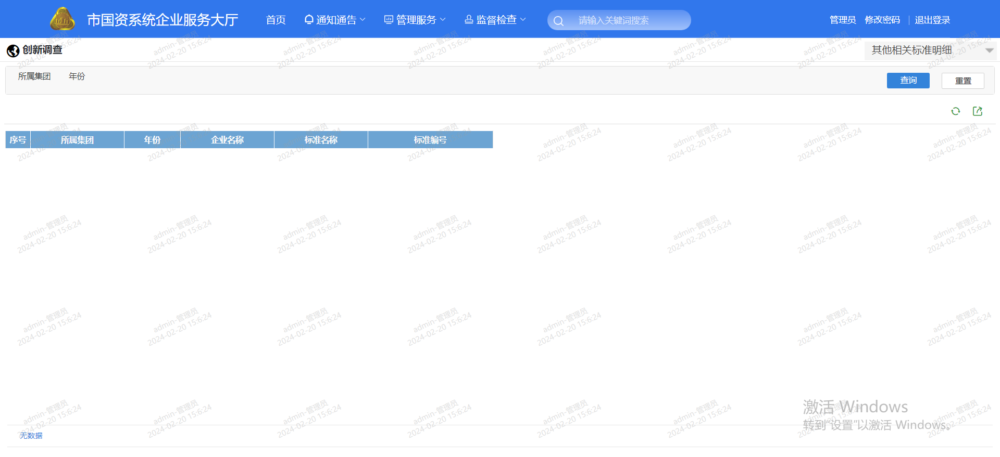 市国资系统企业服务大厅 首页 通知通告 管理服务 监督检查 请输入关键词搜索 管理员 修改密码 退出登录
创新调查 其他相关标准明细
所属集团 年份 查询 重置
序号 所属集团 年份 企业名称 标准名称 标准编号
无数据
激活 Windows
转到“设置”以激活 Windows。
admin-管理员
2024-02-20 15:6:24